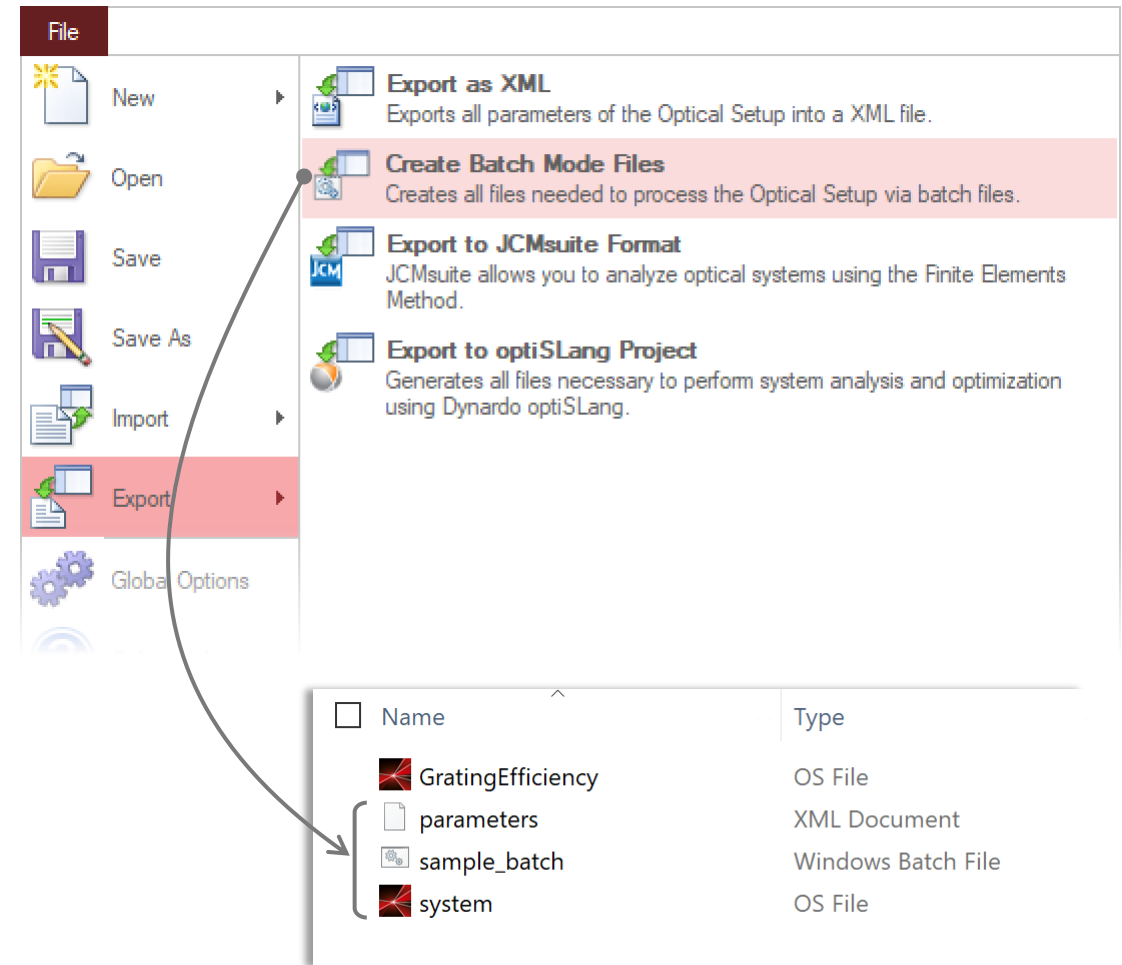 File
New
Open
Save
Save As
Import
Export
Global Options
Export as XML
Exports all parameters of the Optical Setup into a XML file.
Create Batch Mode Files
Creates all files needed to process the Optical Setup via batch files.
JCM
Export to JCMsuite Format
JCMsuite allows you to analyze optical systems using the Finite Elements
Method.
Export to optiSLang Project
Generates all files necessary to perform system analysis and optimization
using Dynardo optiSLang.
Name Type
GratingEfficiency OS File
parameters XML Document
sample_batch Windows Batch File
system OS File